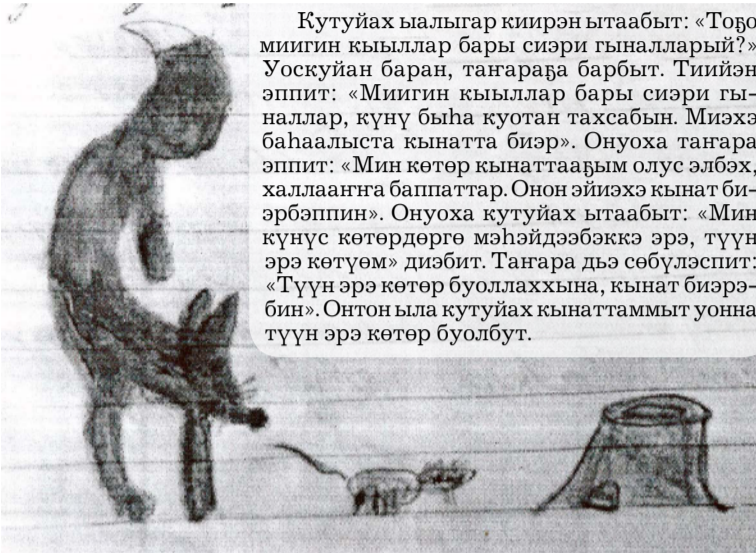 Кутуйах ыалыгар киирэн ытаабыт: «Тоҕо
миигин кыыллар бары сиэри гыналларый?»
Уоскуйан баран, таҥараҕа барбыт. Тиийэн
эппит: «Миигин кыыллар бары сиэри гы-
наллар, күнү быһа куотан тахсабын. Миэхэ
баһаалыста кынатта биэр». Онуоха таҥара
эппит: «Мин көтөр кынаттааҕым олус элбэх,
халлааҥҥа баппаттар. Онон эйиэхэ кынат би-
эрбэппин». Онуоха кутуйах ытаабыт: «Мин
күнүс көтөрдөргө мэһэйдээбэккэ эрэ, түүн
эрэ көтүөм» диэбит. Таҥара дьэ сөбүлэспит:
«Түүн эрэ көтөр буоллаххына, кынат биэрэ-
бин». Онтон ыла кутуйах кынаттаммыт уонна
түүн эрэ көтөр буолбут.